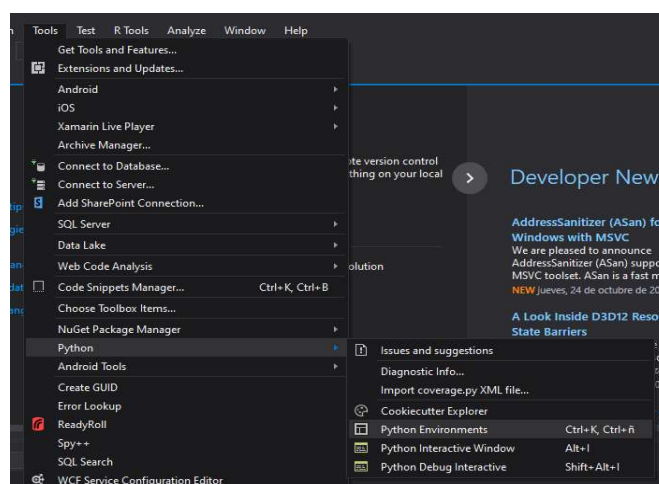 Tools Test R Tools Analyze Window Help
Get Tools and Features...
Extensions and Updates...
Android
iOS
Xamarin Live Player
Archive Manager...
Connect to Database...
Connect to Server...
Add SharePoint Connection...
SQL Server
Data Lake
Web Code Analysis
Code Snippets Manager... Ctrl+K, Ctrl+B
Choose Toolbox Items...
NuGet Package Manager
Python
Android Tools
Create GUID
Error Lookup
ReadyRoll
Spy++
SQL Search
WCF Service Configuration Editor
Issues and suggestions
Diagnostic Info...
Import coverage.py XML file...
Cookiecutter Explorer
Python Environments Ctrl+K, Ctrl+ñ
Python Interactive Window Alt+I
Python Debug Interactive Shift+Alt+I
version control
thing on your local
olution
Developer New
AddressSanitizer (ASan) fo
Windows with MSVC
We are pleased to announce
AddressSanitizer (ASan) suppo
MSVC toolset. ASan is a fast m
NEW jueves, 24 de octubre de 20
A Look Inside D3D12 Reso
State Barriers